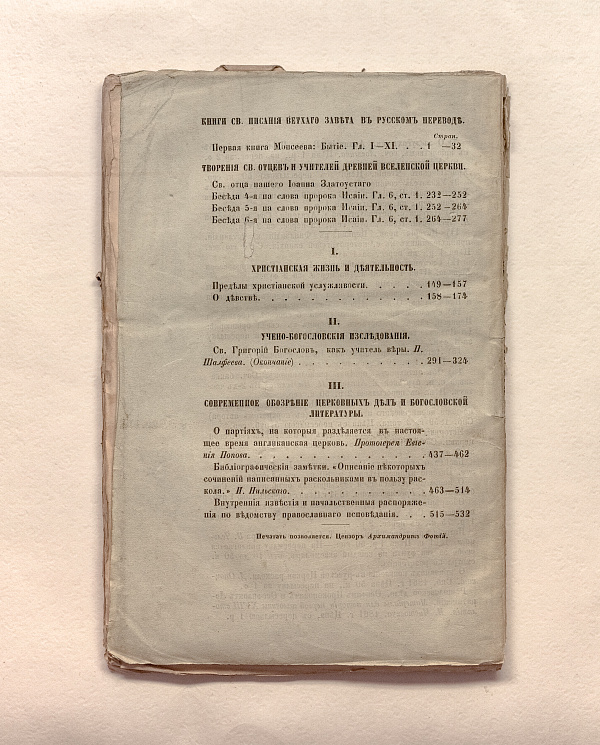 КНИГИ СВ. ПИСАНІЯ ВЕТХАГО ЗАВѢТА ВЪ РУССКОМЪ ПЕРЕВОДѢ.
Стран.
Первая книга Моисеева: Бытіе. Гл. I—XI. . . 1 —32
ТВОРЕНІЯ СВ. ОТЦЕВЪ И УЧИТЕЛЕЙ ДРЕВНЕЙ ВСЕЛЕНСКОЙ ЦЕРКВИ.
Св. отца нашего Іоанна Златоустаго
Бесѣда 4-я на слова пророка Исаіи. Гл. 6, ст. 1. 232—252
Бесѣда 5-я на слова пророка Исаіи. Гл. 6, ст. 1. 252—264
Бесѣда 6-я на слова пророка Исаіи. Гл. 6, ст. 1. 264—277
I.
ХРИСТІАНСКАЯ ЖИЗНЬ И ДѢЯТЕЛЬНОСТЬ.
Предѣлы христіанской услужливости. . . . . 149—157
О дѣвствѣ. . . . . . . . . . . . . 158—174
II.
УЧЕНО-БОГОСЛОВСКІЯ ИЗСЛѢДОВАНІЯ.
Св. Григорій Богословъ, какъ учитель вѣры. П.
Шалфеева. (Окончаніе) . . . . . . . . . . 291—324
III.
СОВРЕМЕННОЕ ОБОЗРѢНІЕ ЦЕРКОВНЫХЪ ДѢЛЪ И БОГОСЛОВСКОЙ
ЛИТЕРАТУРЫ.
О партіяхъ, на которыя раздѣляется въ настоя-
щее время англиканская церковь. Протоіерея Евге-
нія Попова. . . . . . . . . . . . . . 437—462
Библіографическія замѣтки. «Описаніе нѣкоторыхъ
сочиненій написанныхъ раскольниками въ пользу рас-
кола.» И. Нильскаго. . . . . . . . . . . 463—514
Внутреннія извѣстія и начальственныя распоряже-
нія по вѣдомству православнаго исповѣданія. . . 515—532
Печатать позволяется. Цензоръ Архимандритъ Фотій.